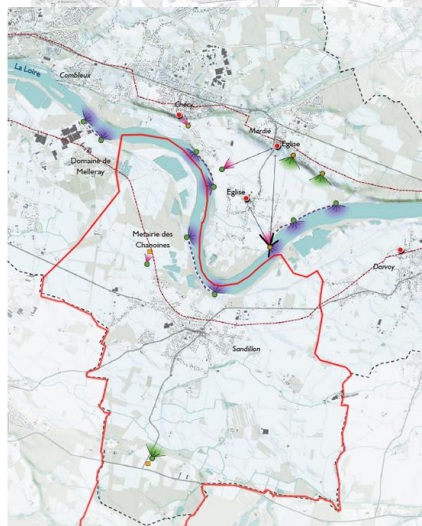 La Loire
Combleux
Chécy
Mardié
Eglise
Domaine de
Melleray
Eglise
Métairie des
Chanoines
Darvoy
Sandillon